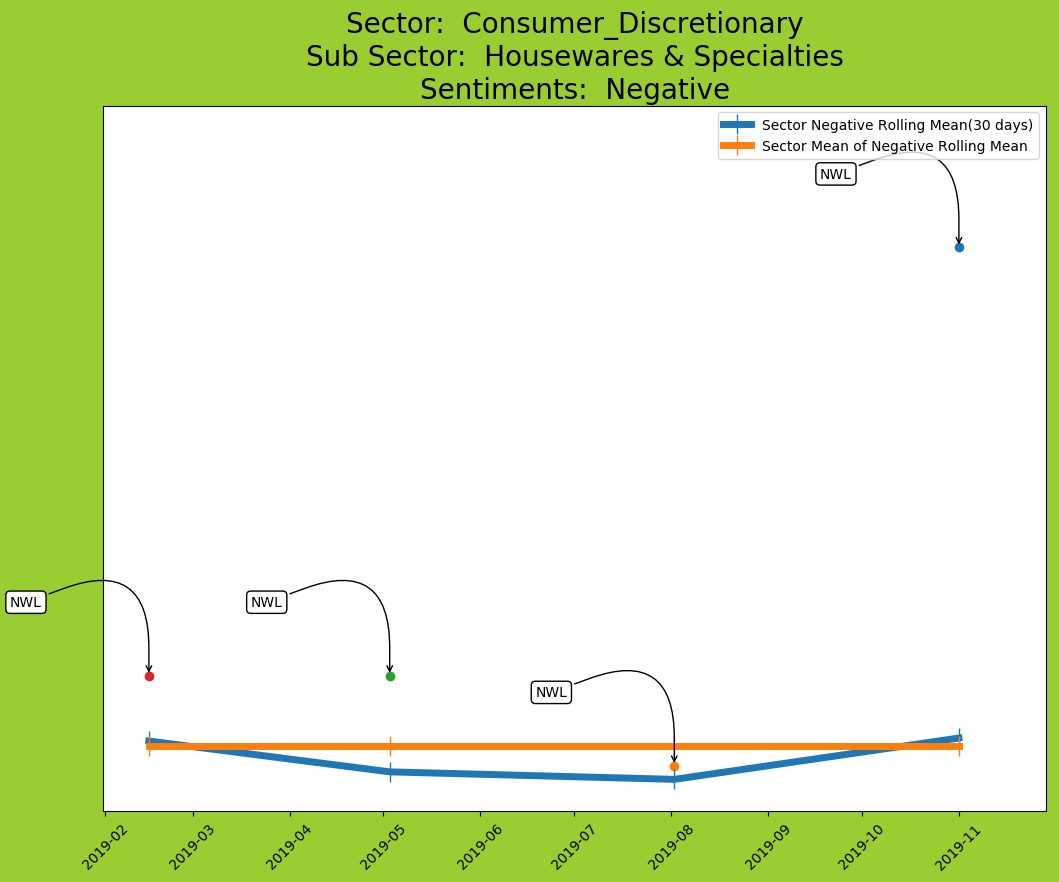 Sector:  Consumer_Discretionary
Sub Sector:  Housewares & Specialties
Sentiments:  Negative
Sector Negative Rolling Mean(30 days)
Sector Mean of Negative Rolling Mean
NWL
NWL
NWL
NWL
2019-02
2019-03
2019-04
2019-05
2019-06
2019-07
2019-08
2019-09
2019-10
2019-11